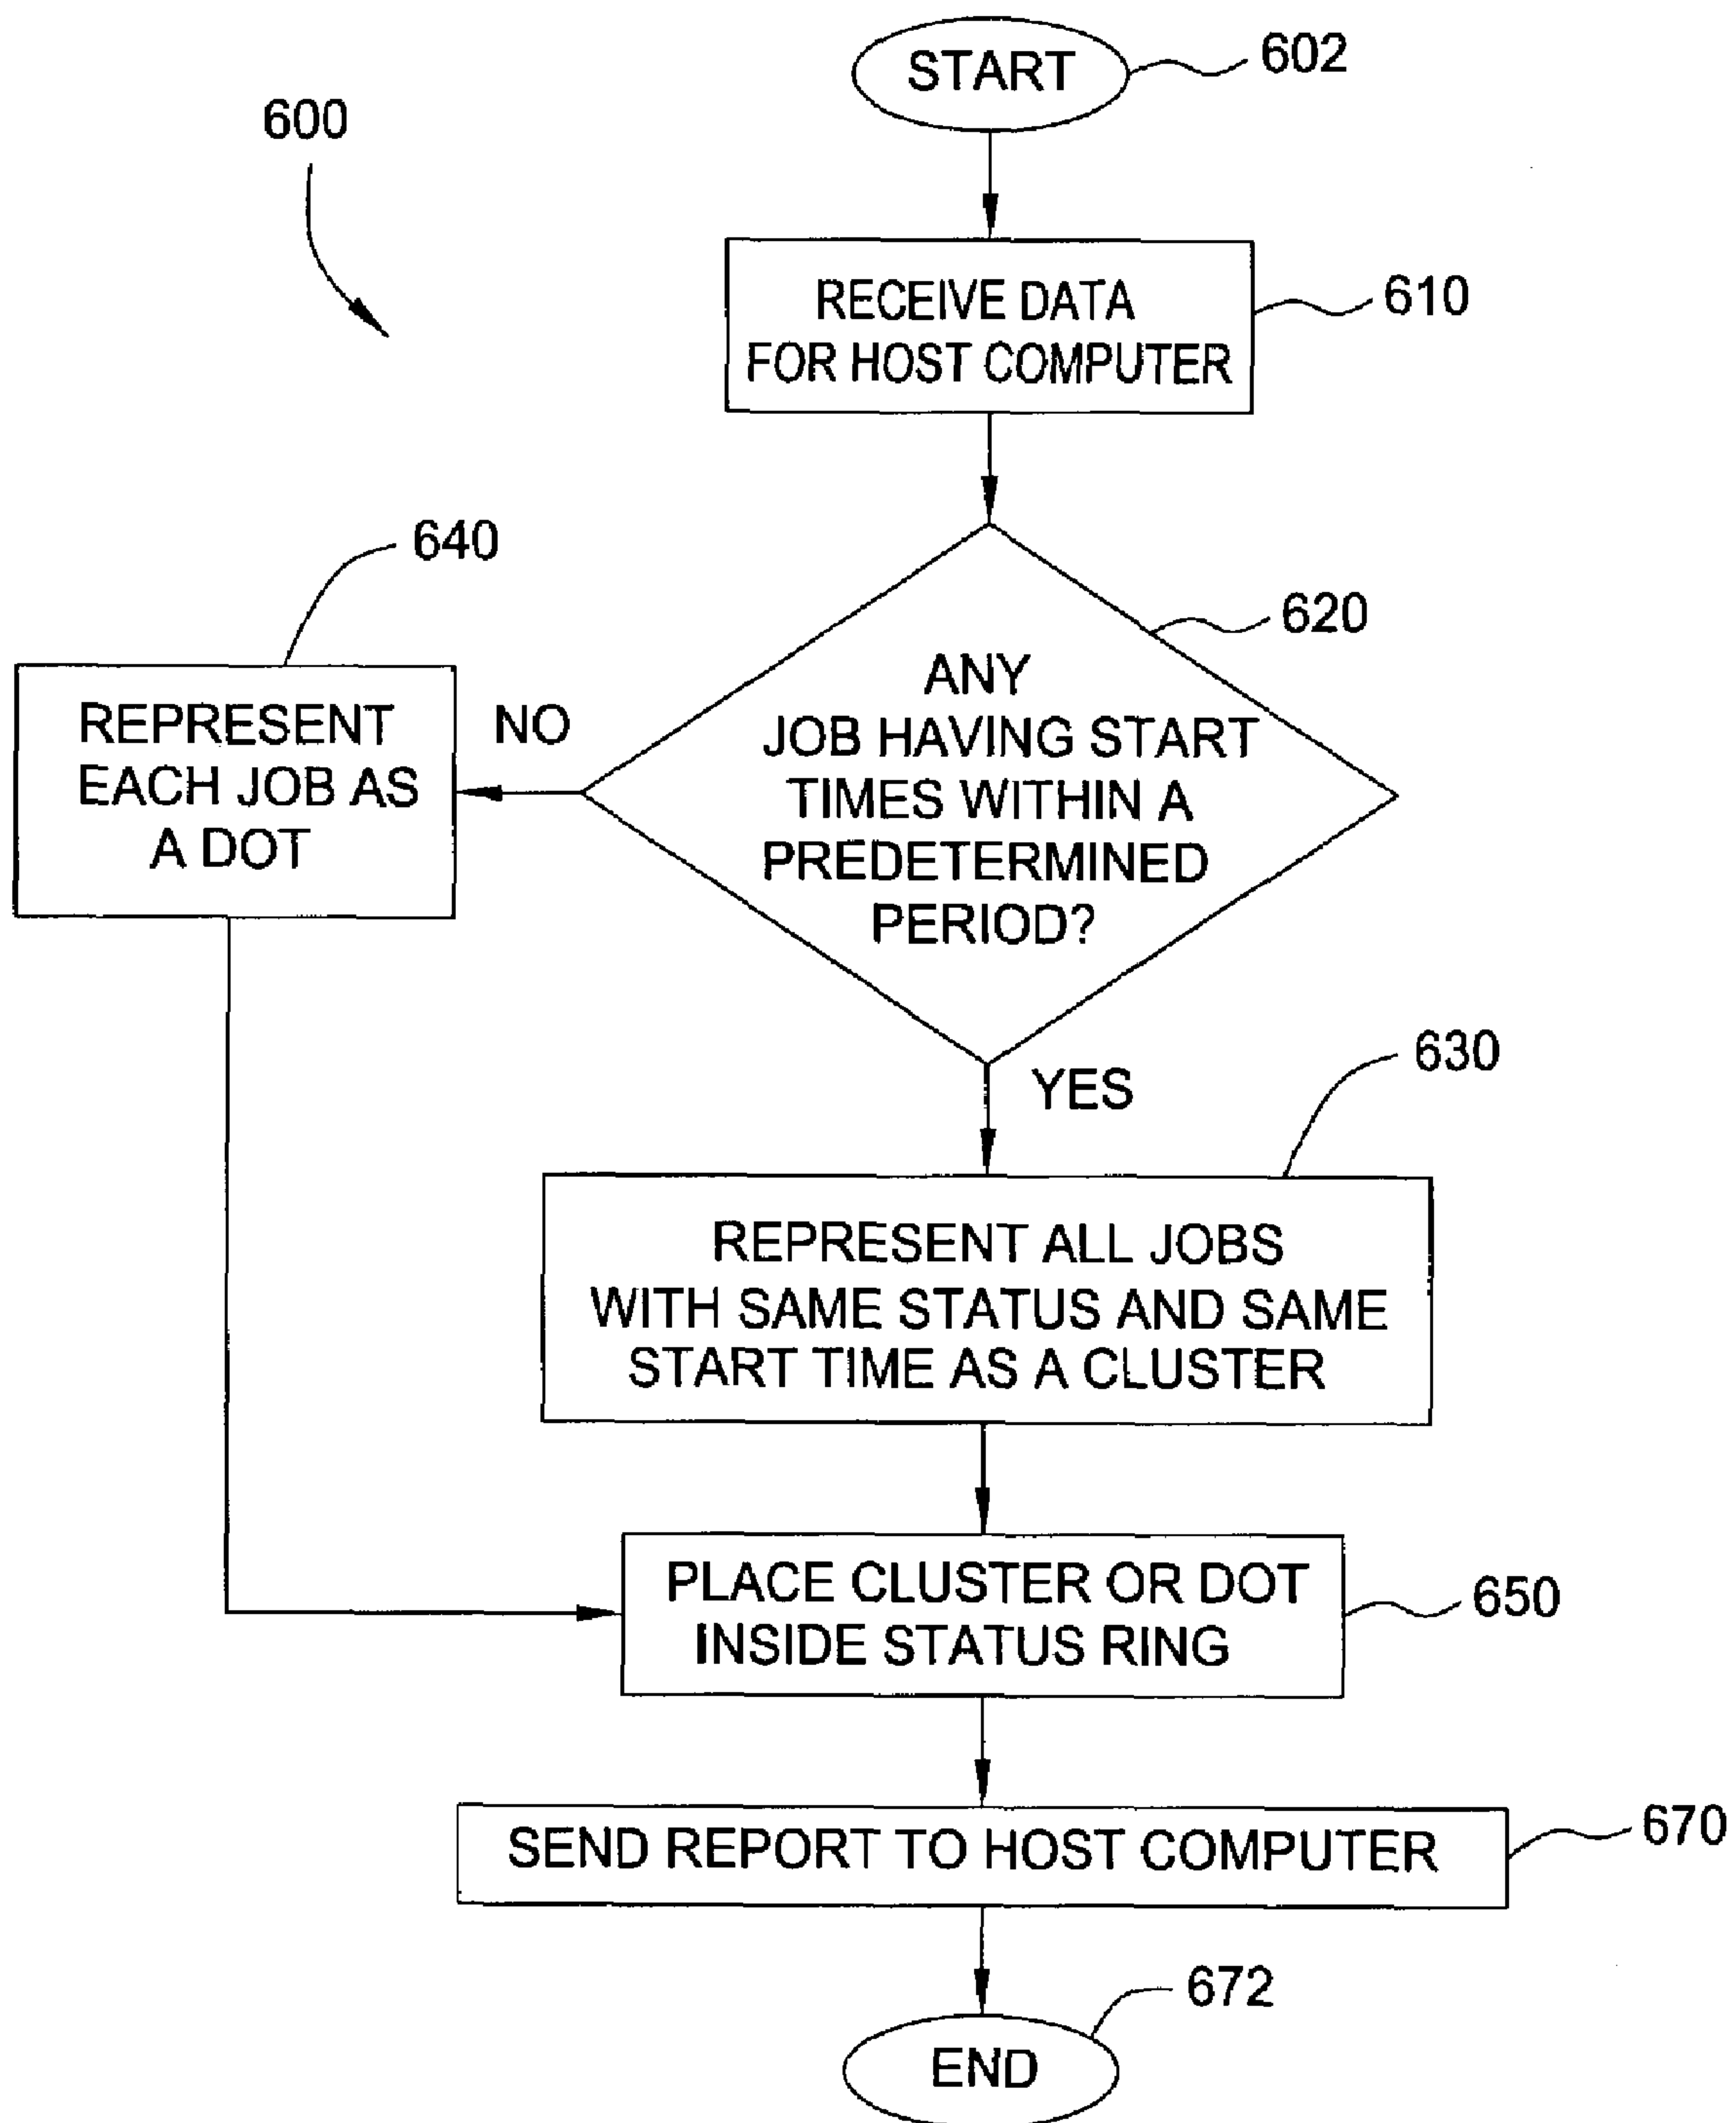 START
602
600
RECEIVE DATA
FOR HOST COMPUTER
610
640
620
REPRESENT
EACH JOB AS
A DOT
NO
ANY
JOB HAVING START
TIMES WITHIN A
PREDETERMINED
PERIOD?
YES
630
REPRESENT ALL JOBS
WITH SAME STATUS AND SAME
START TIME AS A CLUSTER
PLACE CLUSTER OR DOT
INSIDE STATUS RING
650
SEND REPORT TO HOST COMPUTER
670
672
END